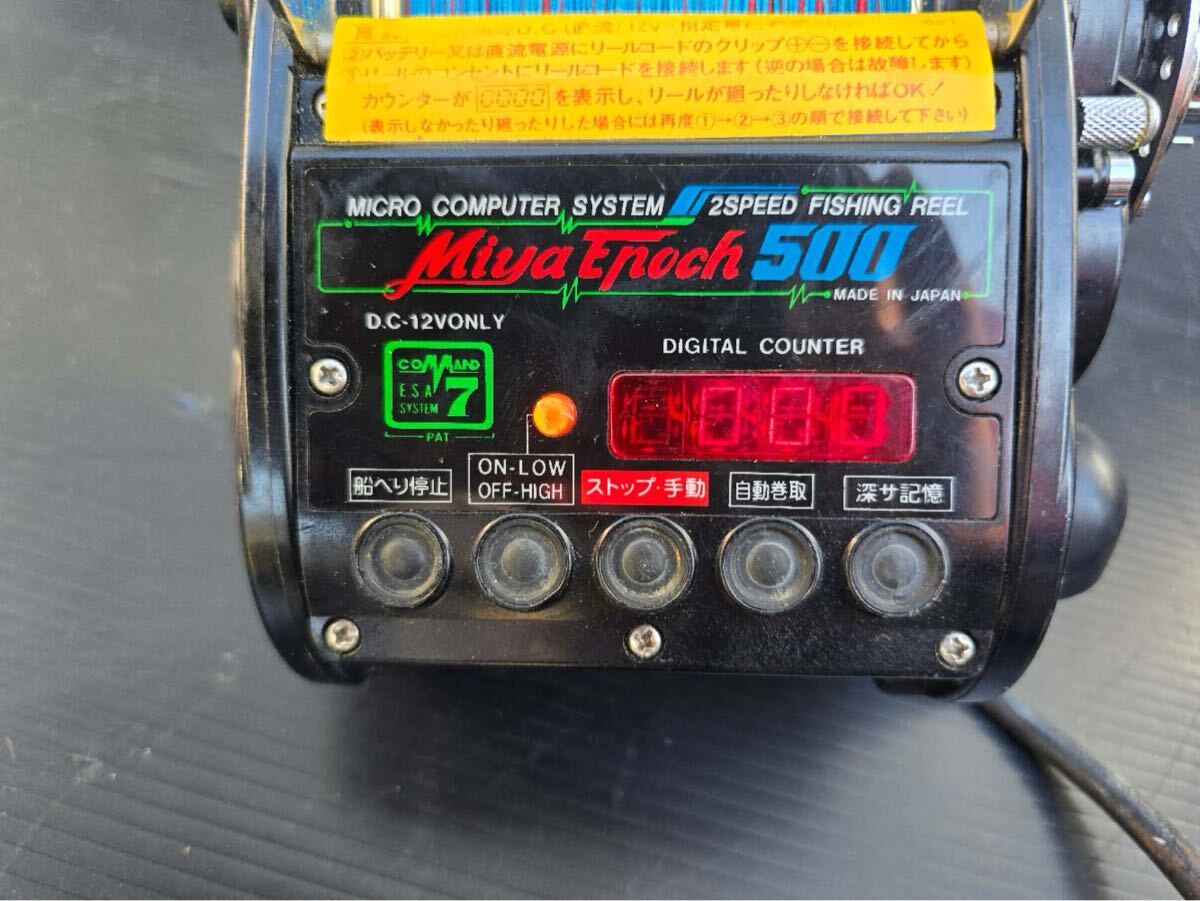 D.C(直流)12V
②バッテリー又は直流電源にリールコードのクリップ⊕⊖を接続してから
③リールのコンセントにリールコードを接続します(逆の場合は故障します)
カウンターが 0000 を表示し、リールが廻ったりしなければOK!
(表示しなかったり廻ったりした場合には再度①→②→③の順で接続して下さい)
MICRO COMPUTER SYSTEM 2SPEED FISHING REEL
Miya Epoch 500
MADE IN JAPAN
D.C-12VONLY
DIGITAL COUNTER
COMMAND
E.S.A
SYSTEM 7
PAT
船べり停止
ON-LOW
OFF-HIGH
ストップ・手動
自動巻取
深サ記憶